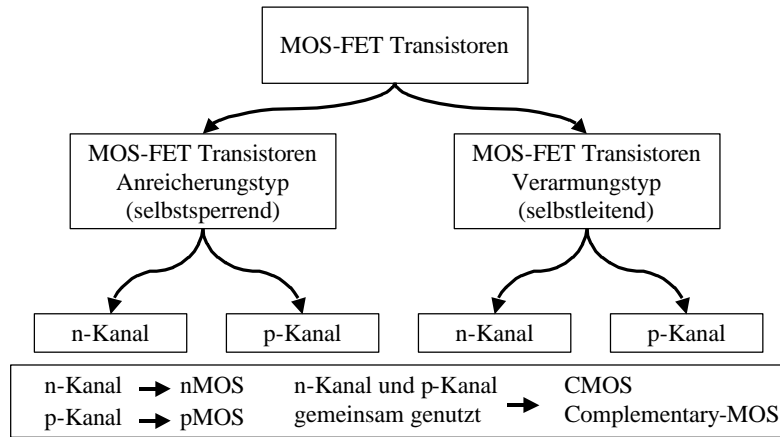 MOS-FET Transistoren
MOS-FET Transistoren
Anreicherungstyp
(selbstsperrend)
MOS-FET Transistoren
Verarmungstyp
(selbstleitend)
n-Kanal
p-Kanal
n-Kanal
p-Kanal
n-Kanal → nMOS
p-Kanal → pMOS
n-Kanal und p-Kanal
gemeinsam genutzt → CMOS
Complementary-MOS